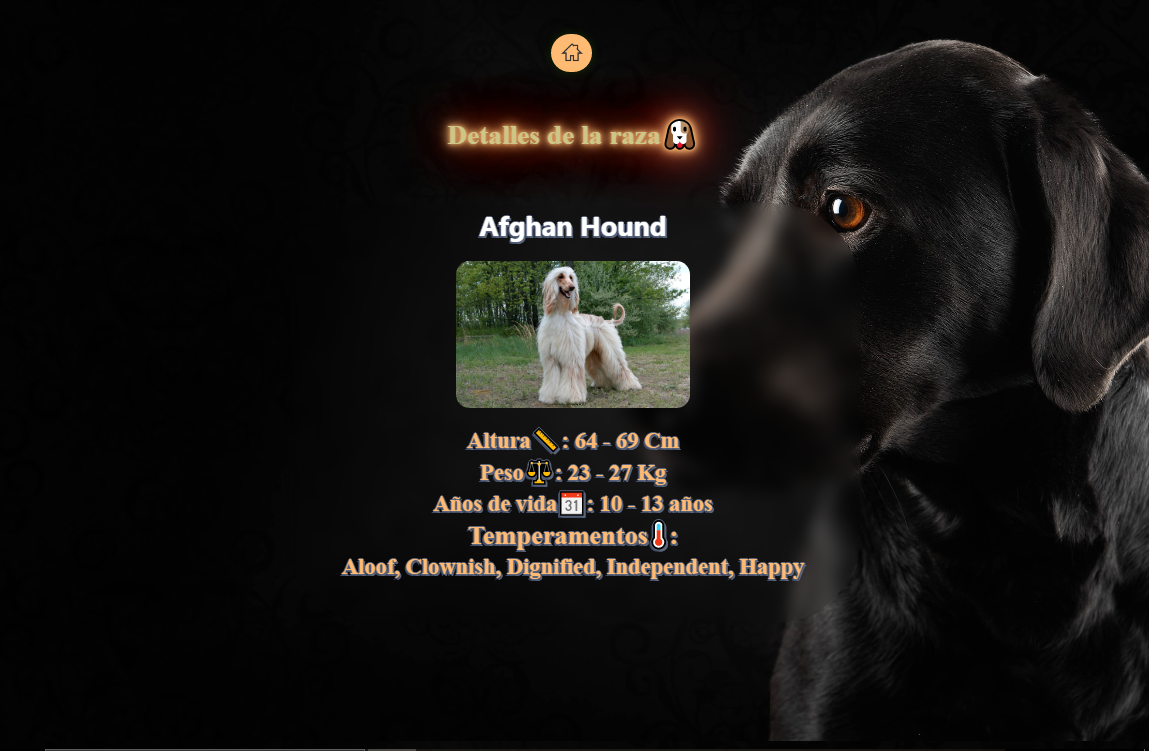 Detalles de la raza
Afghan Hound
Altura📏: 64 - 69 Cm
Peso⚖️: 23 - 27 Kg
Años de vida📅: 10 - 13 años
Temperamentos🌡️:
Aloof, Clownish, Dignified, Independent, Happy